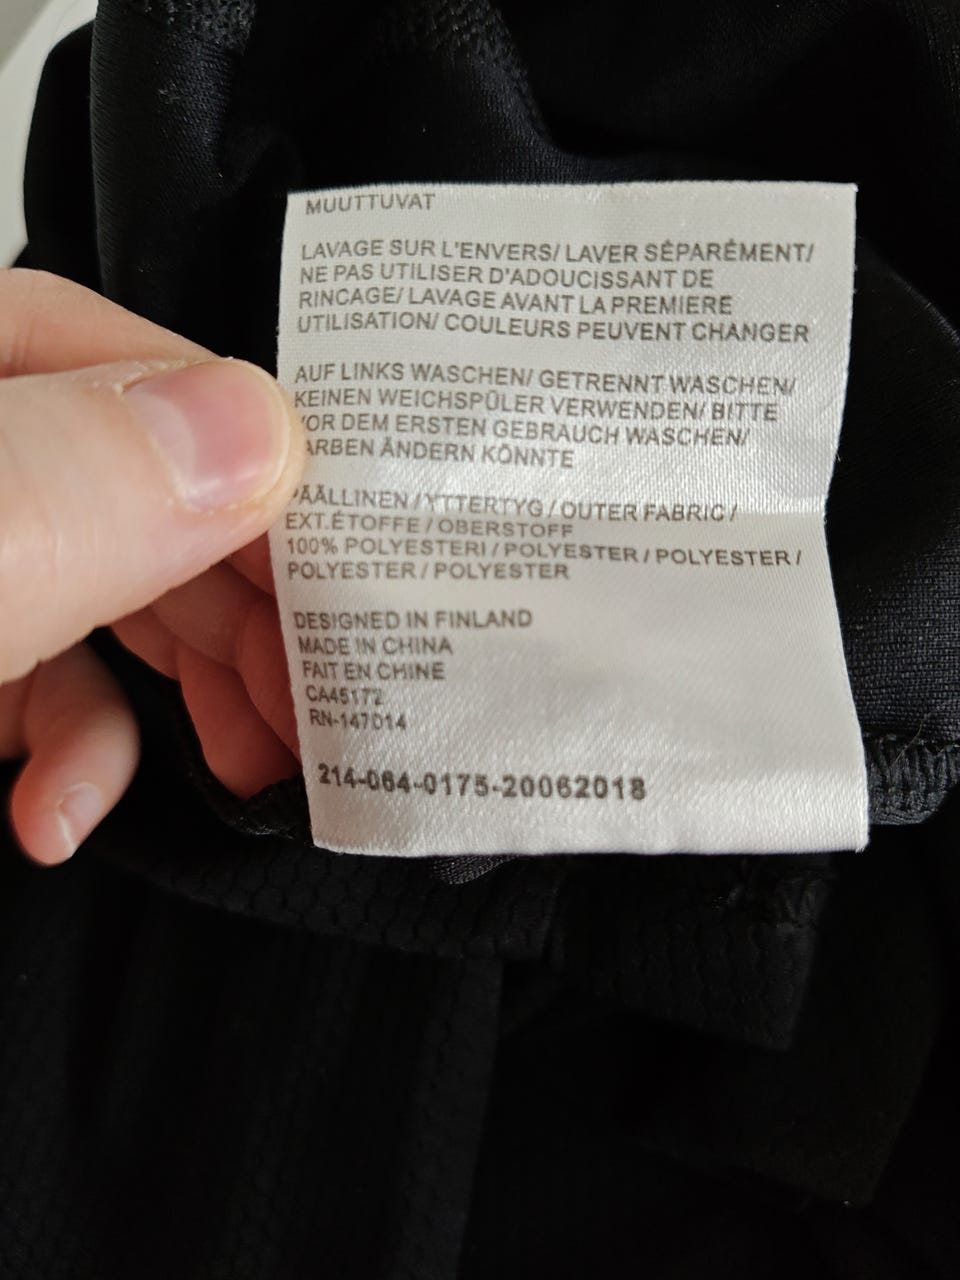 MUUTTUVAT
LAVAGE SUR L'ENVERS/ LAVER SÉPARÉMENT/
NE PAS UTILISER D'ADOUCISSANT DE
RINCAGE/ LAVAGE AVANT LA PREMIERE
UTILISATION/ COULEURS PEUVENT CHANGER
AUF LINKS WASCHEN/ GETRENNT WASCHEN/
KEINEN WEICHSPÜLER VERWENDEN/ BITTE
VOR DEM ERSTEN GEBRAUCH WASCHEN/
ARBEN ÄNDERN KÖNNTE
PÄÄLLINEN / YTTERTYG / OUTER FABRIC /
EXT.ÉTOFFE / OBERSTOFF
100% POLYESTERI / POLYESTER / POLYESTER /
POLYESTER / POLYESTER
DESIGNED IN FINLAND
MADE IN CHINA
FAIT EN CHINE
CA45172
RN-147014
214-064-0175-20062018